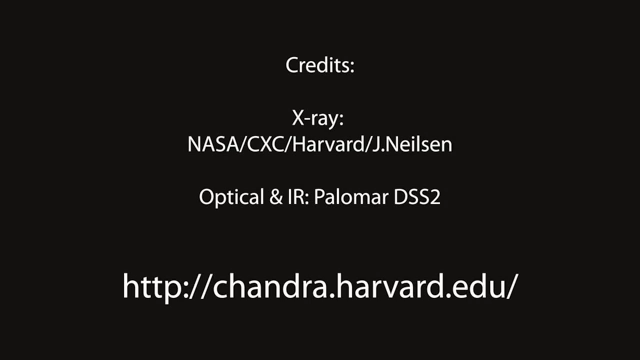 Credits:
X-ray:
NASA/CXC/Harvard/J.Neilsen
Optical & IR: Palomar DSS2
http://chandra.harvard.edu/